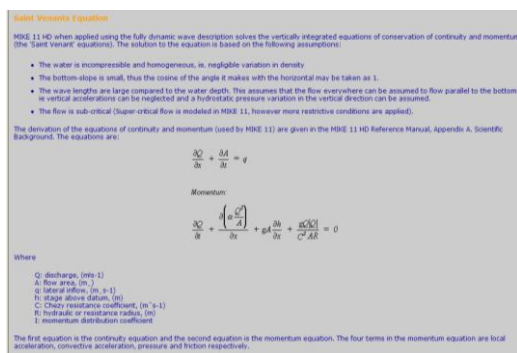 Saint Venants Equation
MIKE 11 HD when applied using the fully dynamic wave description solves the vertically integrated equations of conservation of continuity and momentum
(the 'Saint Venant' equations). The solution to the equation is based on the following assumptions:
• The water is incompressible and homogeneous, ie. negligible variation in density
• The bottom-slope is small, thus the cosine of the angle it makes with the horizontal may be taken as 1.
• The wave lengths are large compared to the water depth. This assumes that the flow everywhere can be assumed to flow parallel to the bottom
ie vertical accelerations can be neglected and a hydrostatic pressure variation in the vertical direction can be assumed.
• The flow is sub-critical (Super-critical flow is modeled in MIKE 11, however more restrictive conditions are applied).
The derivation of the equations of continuity and momentum (used by MIKE 11) are given in the MIKE 11 HD Reference Manual, Appendix A. Scientific
Background. The equations are:
∂Q/∂x + ∂A/∂t = q
Momentum:
∂Q/∂t + ∂(α Q²/A)/∂x + gA ∂h/∂x + gQ|Q|/C²AR = 0
Where
Q: discharge,
A: flow area,
q: lateral inflow,
h: stage above datum, (m)
C: Chezy resistance coefficient,
R: hydraulic or resistance radius, (m)
momentum distribution coefficient
The first equation is the continuity equation and the second equation is the momentum equation. The four terms in the momentum equation are local
acceleration, convective acceleration, pressure and friction respectively.